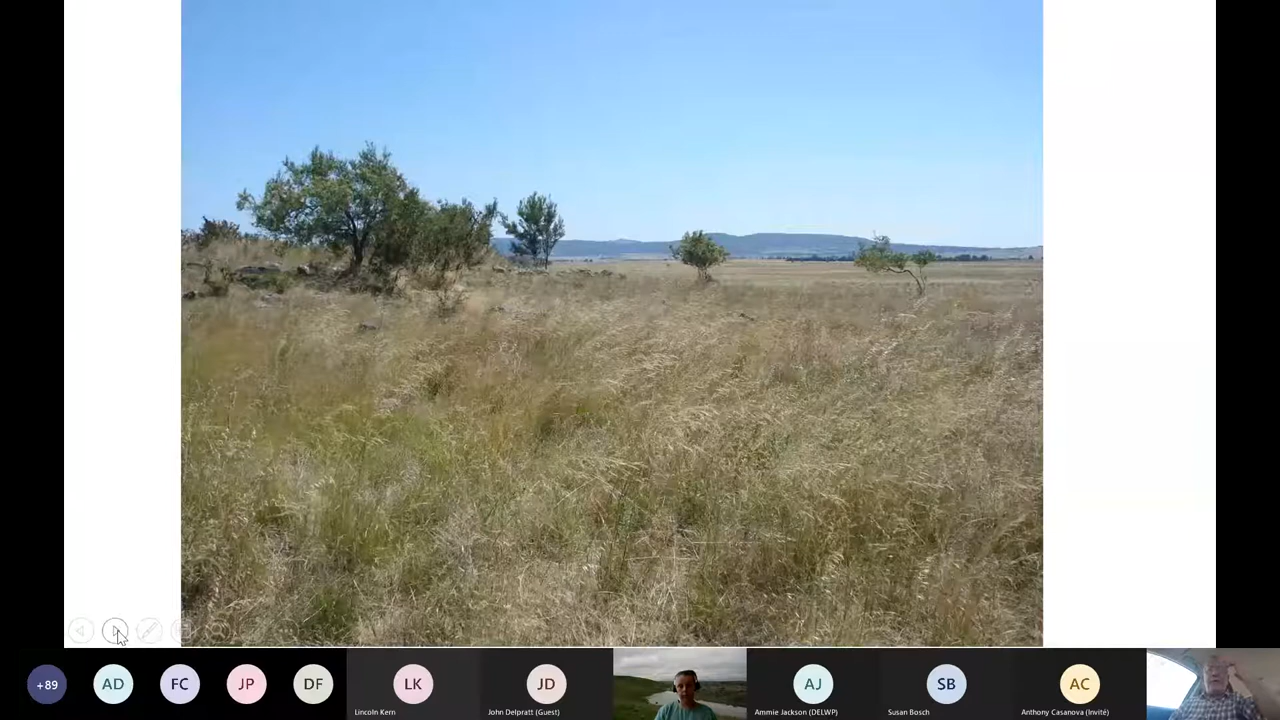 +89
AD
FC
JP
DF
LK
Lincoln Kern
JD
John Delpratt (Guest)
AJ
Ammie Jackson (DELWP)
SB
Susan Bosch
AC
Anthony Casanova (Invité)